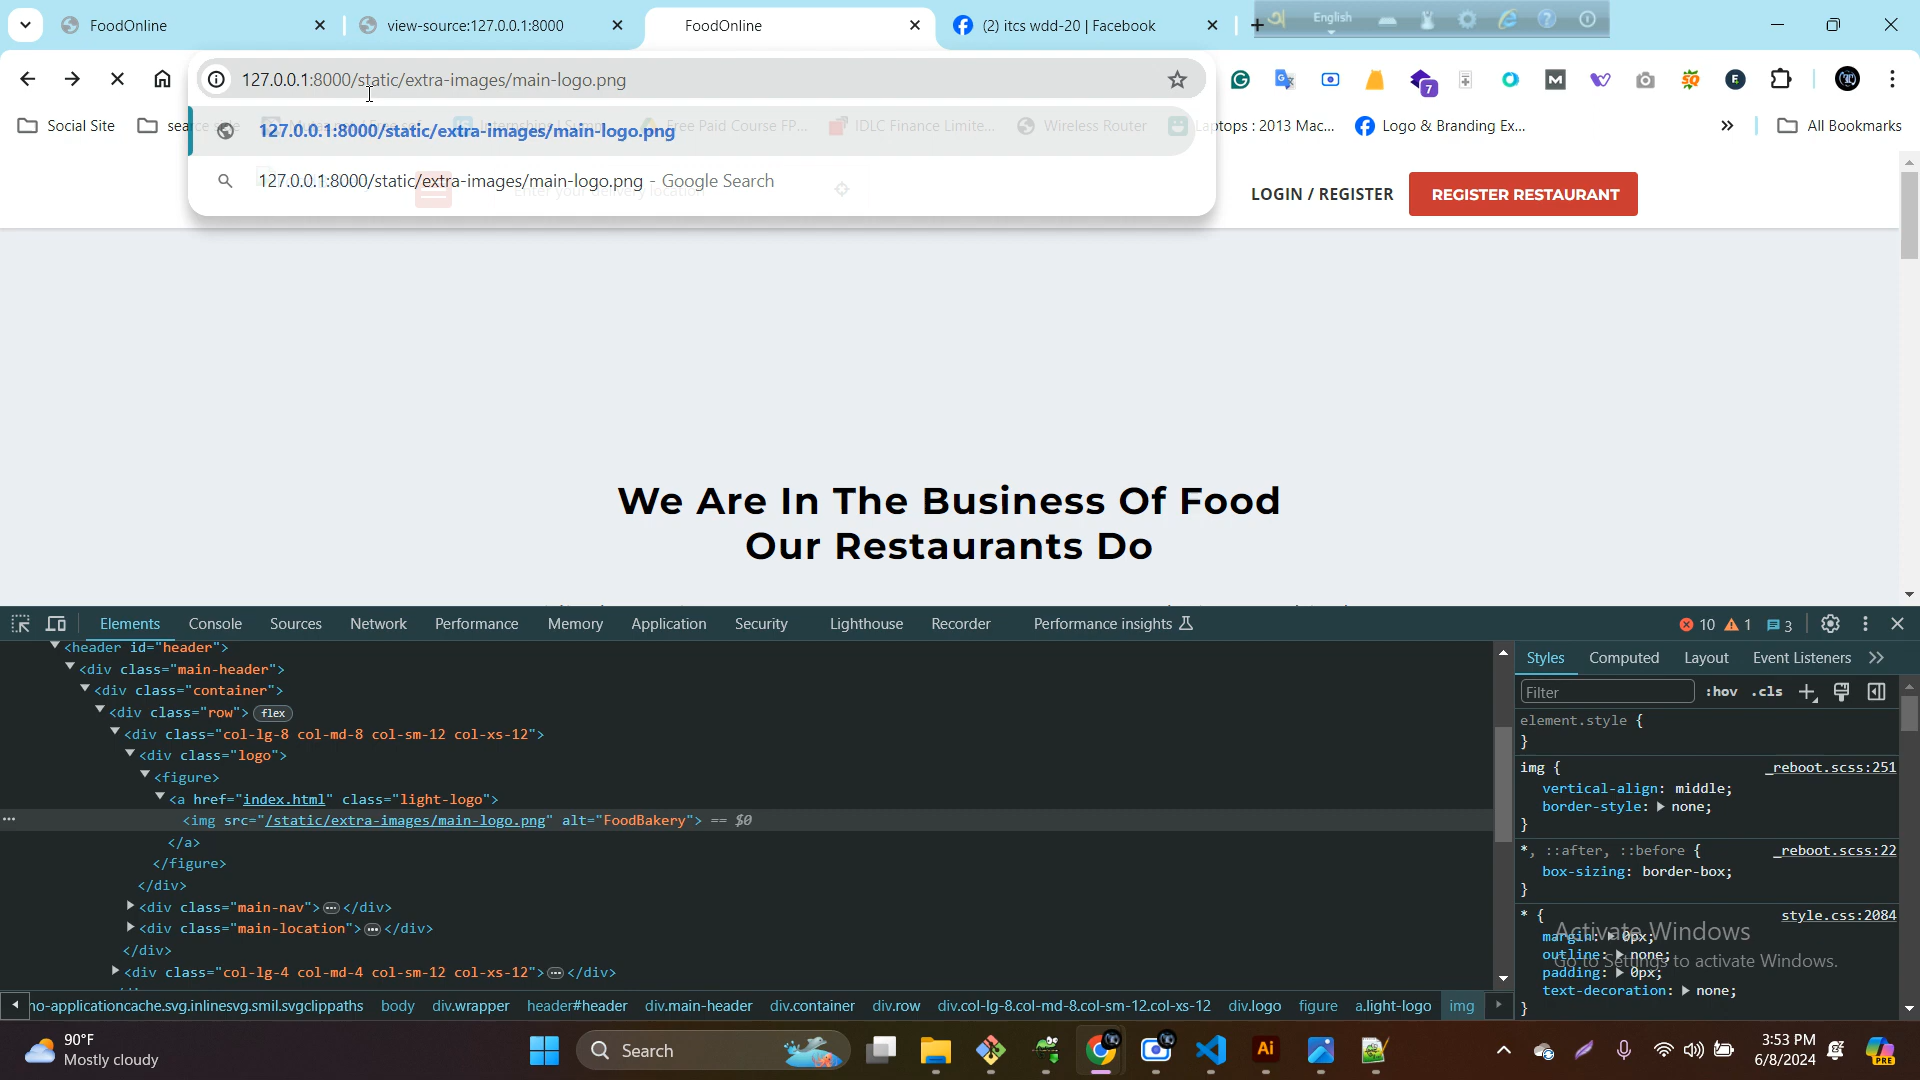 FoodOnline
view-source:127.0.0.1:8000
FoodOnline
(2) itcs wdd-20 | Facebook
English
127.0.0.1:8000/static/extra-images/main-logo.png
7
Social Site
127.0.0.1:8000/static/extra-images/main-logo.png
Free Paid Course FP...
IDLC Finance Limite...
Wireless Router
Laptops : 2013 Mac...
Logo & Branding Ex...
All Bookmarks
127.0.0.1:8000/static/extra-images/main-logo.png - Google Search
Enter your delivery location
LOGIN / REGISTER
REGISTER RESTAURANT
We Are In The Business Of Food
Our Restaurants Do
Elements Console Sources Network Performance Memory Application Security Lighthouse Recorder Performance insights
10 1 3
<header id="header">
<div class="main-header">
<div class="container">
<div class="row"> flex
<div class="col-lg-8 col-md-8 col-sm-12 col-xs-12">
<div class="logo">
<figure>
<a href="index.html" class="light-logo">
<img src="/static/extra-images/main-logo.png" alt="FoodBakery"> == $0
</a>
</figure>
</div>
<div class="main-nav"> </div>
<div class="main-location"> </div>
</div>
<div class="col-lg-4 col-md-4 col-sm-12 col-xs-12"> </div>
Styles Computed Layout Event Listeners
Filter :hov .cls
element.style {
}
img { _reboot.scss:251
vertical-align: middle;
border-style: none;
}
*, ::after, ::before { _reboot.scss:22
box-sizing: border-box;
}
* { style.css:2084
margin: 0px;
outline: none;
padding: 0px;
text-decoration: none;
}
Activate Windows
Go to Settings to activate Windows.
no-applicationcache.svg.inlinesvg.smil.svgclippaths body div.wrapper header#header div.main-header div.container div.row div.col-lg-8.col-md-8.col-sm-12.col-xs-12 div.logo figure a.light-logo img
90°F
Mostly cloudy
Search
3:53 PM
6/8/2024